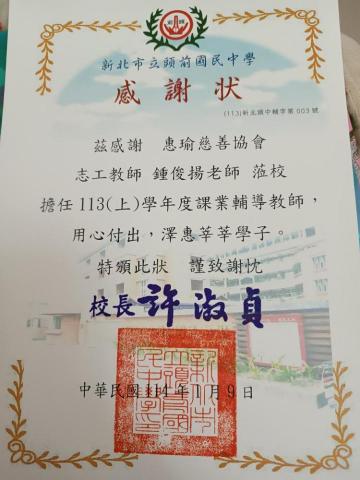 新北市立頭前國民中學
感謝狀
(113)新北頭中輔字第003號
茲感謝 惠瑜慈善協會
志工教師 鍾俊揚老師 蒞校
擔任113(上)學年度課業輔導教師，
用心付出，澤惠莘莘學子。
特頒此狀 謹致謝忱
校長許淑貞
中華民國114年1月9日